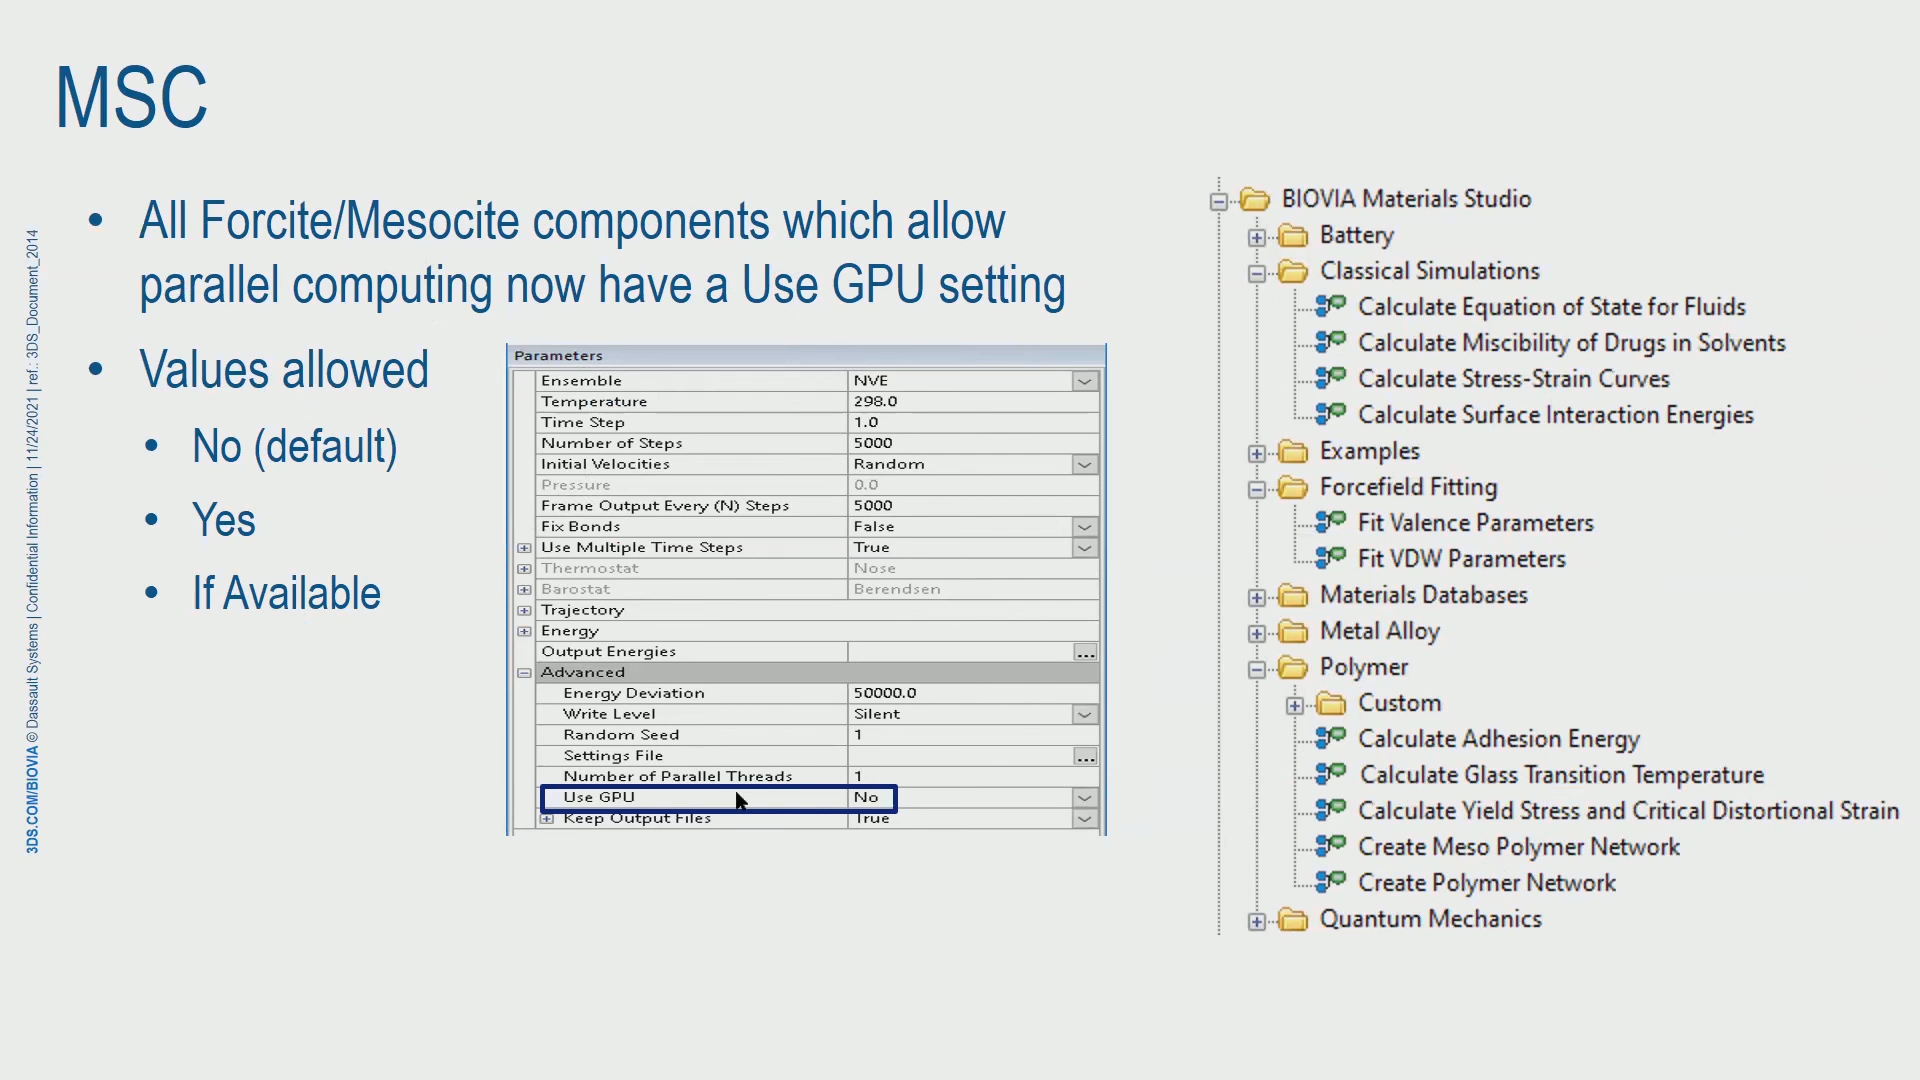 MSC
• All Forcite/Mesocite components which allow
parallel computing now have a Use GPU setting
• Values allowed
• No (default)
• Yes
• If Available
Parameters
Ensemble NVE
Temperature 298.0
Time Step 1.0
Number of Steps 5000
Initial Velocities Random
Pressure 0.0
Frame Output Every (N) Steps 5000
Fix Bonds False
Use Multiple Time Steps True
Thermostat Nose
Barostat Berendsen
Trajectory
Energy
Output Energies ...
Advanced
Energy Deviation 50000.0
Write Level Silent
Random Seed 1
Settings File ...
Number of Parallel Threads 1
Use GPU No
Keep Output Files True
BIOVIA Materials Studio
Battery
Classical Simulations
Calculate Equation of State for Fluids
Calculate Miscibility of Drugs in Solvents
Calculate Stress-Strain Curves
Calculate Surface Interaction Energies
Examples
Forcefield Fitting
Fit Valence Parameters
Fit VDW Parameters
Materials Databases
Metal Alloy
Polymer
Custom
Calculate Adhesion Energy
Calculate Glass Transition Temperature
Calculate Yield Stress and Critical Distortional Strain
Create Meso Polymer Network
Create Polymer Network
Quantum Mechanics
3DS.COM/BIOVIA © Dassault Systems | Confidential Information | 11/24/2021 | ref.: 3DS_Document_2014